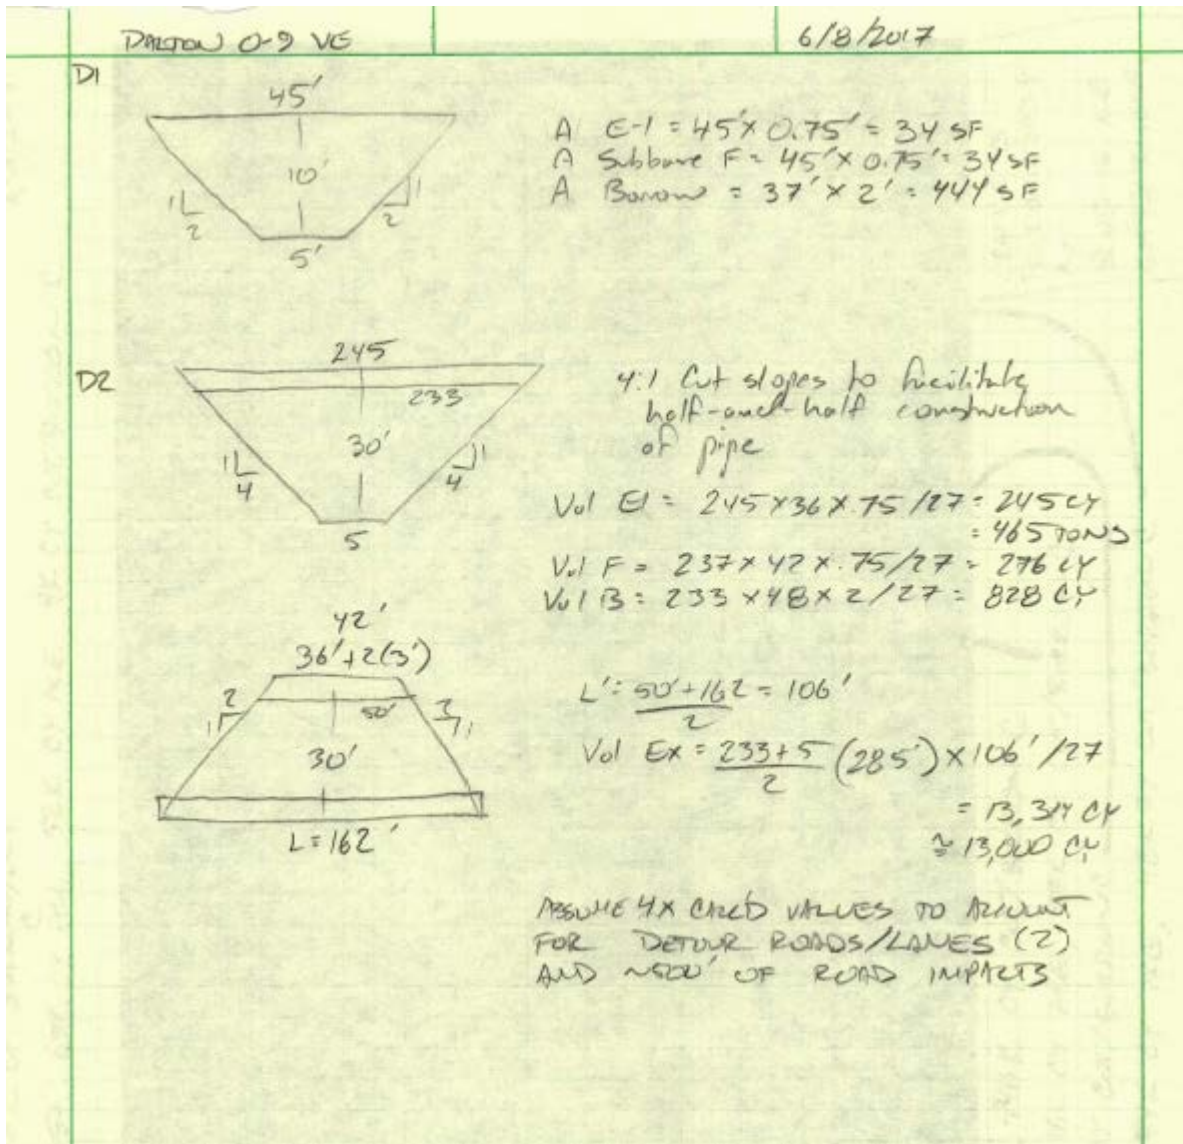 DALTON 0-9 VE 6/8/2017
D1
45'
10'
1
2
1
2
5'
A E-1 = 45' x 0.75' = 34 SF
A Subbase F = 45' x 0.75' = 34 SF
A Borrow = 37' x 2' = 444 SF
D2
245
233
30'
1
4
1
4
5
4:1 Cut slopes to facilitate
half-and-half construction
of pipe
Vol E1 = 245 x 36 x .75 / 27 = 245 CY
= 465 TONS
Vol F = 237 x 42 x .75 / 27 = 276 CY
Vol B = 233 x 48 x 2 / 27 = 828 CY
42'
36' + 2(3')
2
1
50'
2
1
30'
L = 162'
L' = 50' + 162 = 106'
2
Vol Ex = 233 + 5 (28.5') x 106' / 27
2
= 13,314 CY
≈ 13,000 CY
ASSUME 4X CALC'D VALUES TO ACCOUNT
FOR DETOUR ROADS/LANES (2)
AND ~500' OF ROAD IMPACTS